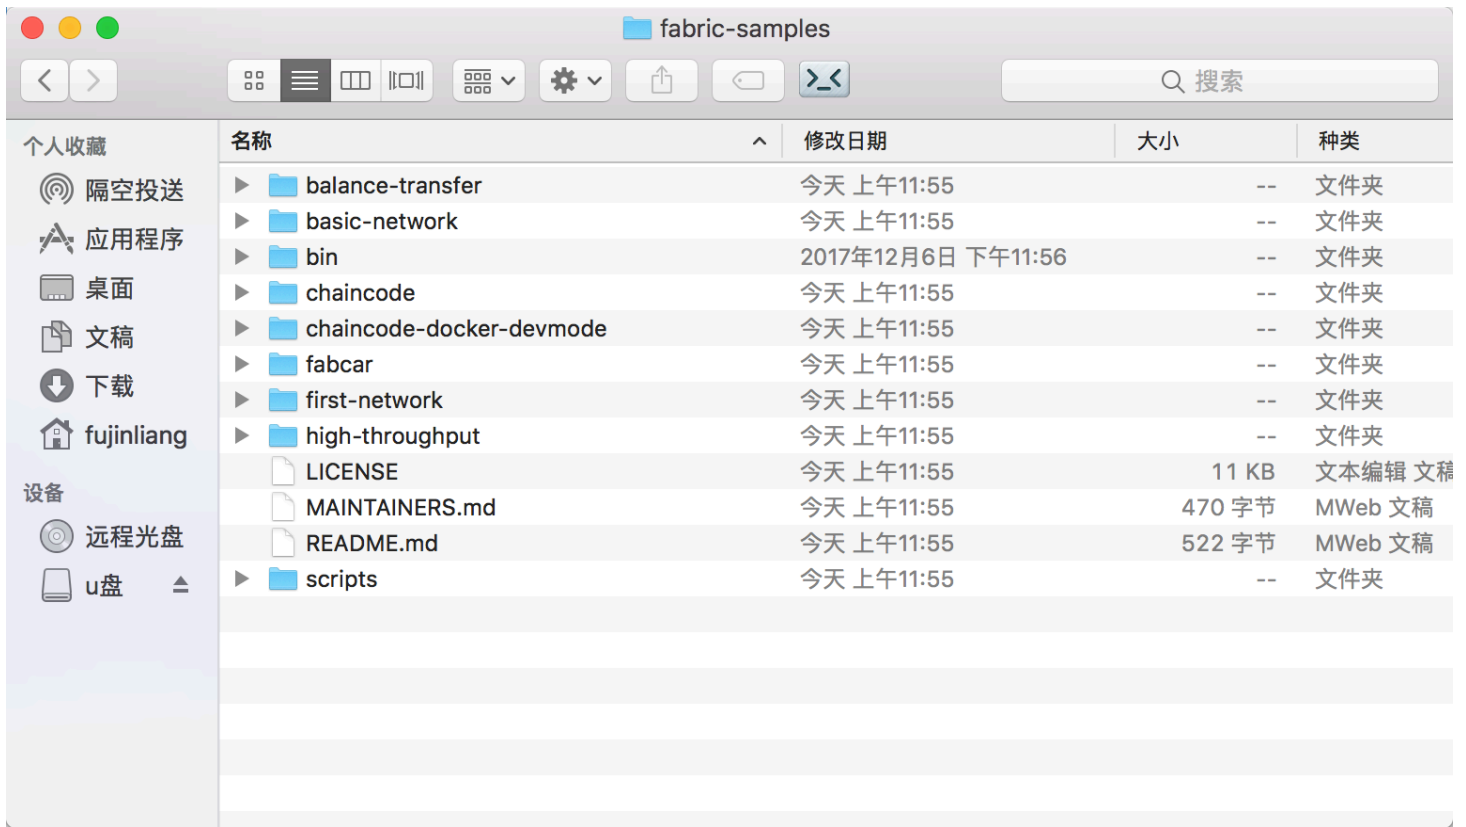 fabric-samples
搜索
个人收藏
隔空投送
应用程序
桌面
文稿
下载
fujinliang
设备
远程光盘
u盘
名称 修改日期 大小 种类
balance-transfer 今天 上午11:55 -- 文件夹
basic-network 今天 上午11:55 -- 文件夹
bin 2017年12月6日 下午11:56 -- 文件夹
chaincode 今天 上午11:55 -- 文件夹
chaincode-docker-devmode 今天 上午11:55 -- 文件夹
fabcar 今天 上午11:55 -- 文件夹
first-network 今天 上午11:55 -- 文件夹
high-throughput 今天 上午11:55 -- 文件夹
LICENSE 今天 上午11:55 11 KB 文本编辑 文稿
MAINTAINERS.md 今天 上午11:55 470 字节 MWeb 文稿
README.md 今天 上午11:55 522 字节 MWeb 文稿
scripts 今天 上午11:55 -- 文件夹